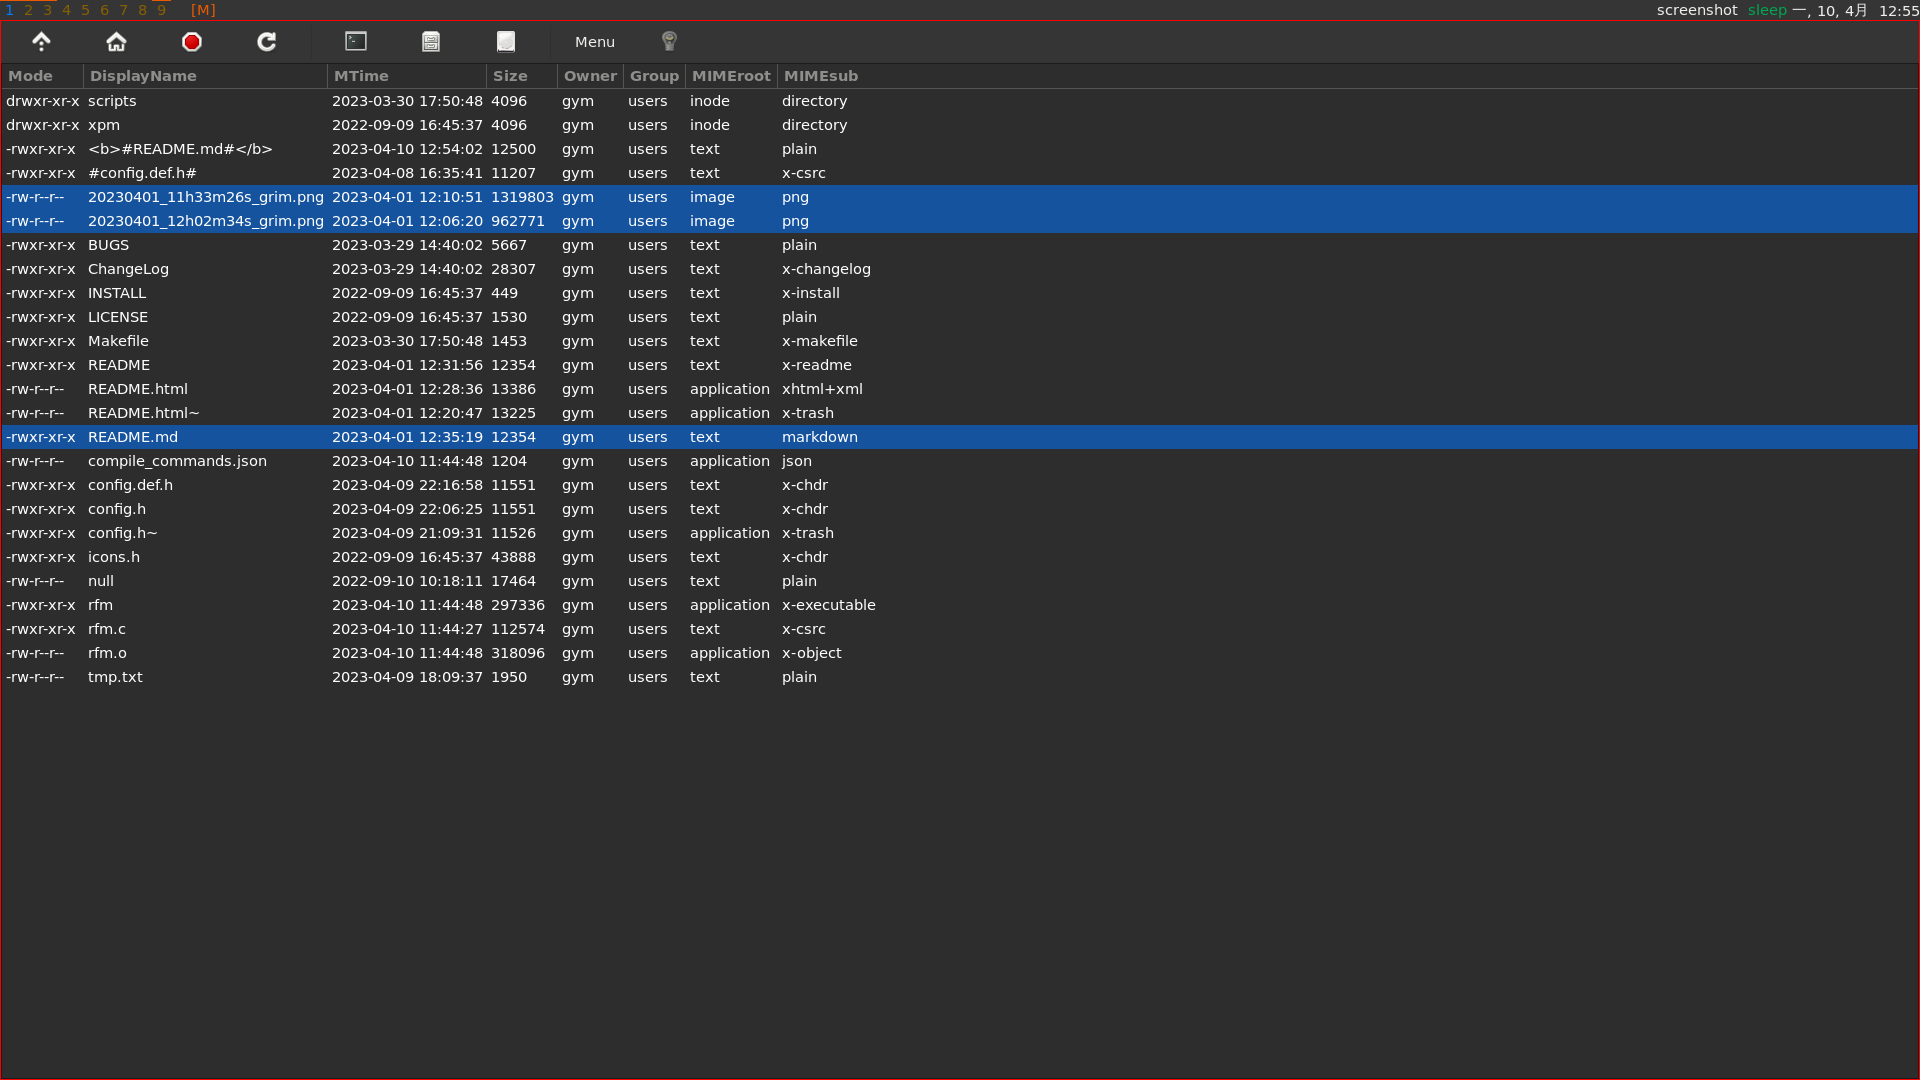 1 2 3 4 5 6 7 8 9 [M] screenshot sleep 一, 10, 4月 12:55
Menu
Mode DisplayName MTime Size Owner Group MIMEroot MIMEsub
drwxr-xr-x scripts 2023-03-30 17:50:48 4096 gym users inode directory
drwxr-xr-x xpm 2022-09-09 16:45:37 4096 gym users inode directory
-rwxr-xr-x <b>#README.md#</b> 2023-04-10 12:54:02 12500 gym users text plain
-rwxr-xr-x #config.def.h# 2023-04-08 16:35:41 11207 gym users text x-csrc
-rw-r--r-- 20230401_11h33m26s_grim.png 2023-04-01 12:10:51 1319803 gym users image png
-rw-r--r-- 20230401_12h02m34s_grim.png 2023-04-01 12:06:20 962771 gym users image png
-rwxr-xr-x BUGS 2023-03-29 14:40:02 5667 gym users text plain
-rwxr-xr-x ChangeLog 2023-03-29 14:40:02 28307 gym users text x-changelog
-rwxr-xr-x INSTALL 2022-09-09 16:45:37 449 gym users text x-install
-rwxr-xr-x LICENSE 2022-09-09 16:45:37 1530 gym users text plain
-rwxr-xr-x Makefile 2023-03-30 17:50:48 1453 gym users text x-makefile
-rwxr-xr-x README 2023-04-01 12:31:56 12354 gym users text x-readme
-rw-r--r-- README.html 2023-04-01 12:28:36 13386 gym users application xhtml+xml
-rw-r--r-- README.html~ 2023-04-01 12:20:47 13225 gym users application x-trash
-rwxr-xr-x README.md 2023-04-01 12:35:19 12354 gym users text markdown
-rw-r--r-- compile_commands.json 2023-04-10 11:44:48 1204 gym users application json
-rwxr-xr-x config.def.h 2023-04-09 22:16:58 11551 gym users text x-chdr
-rwxr-xr-x config.h 2023-04-09 22:06:25 11551 gym users text x-chdr
-rwxr-xr-x config.h~ 2023-04-09 21:09:31 11526 gym users application x-trash
-rwxr-xr-x icons.h 2022-09-09 16:45:37 43888 gym users text x-chdr
-rw-r--r-- null 2022-09-10 10:18:11 17464 gym users text plain
-rwxr-xr-x rfm 2023-04-10 11:44:48 297336 gym users application x-executable
-rwxr-xr-x rfm.c 2023-04-10 11:44:27 112574 gym users text x-csrc
-rw-r--r-- rfm.o 2023-04-10 11:44:48 318096 gym users application x-object
-rw-r--r-- tmp.txt 2023-04-09 18:09:37 1950 gym users text plain